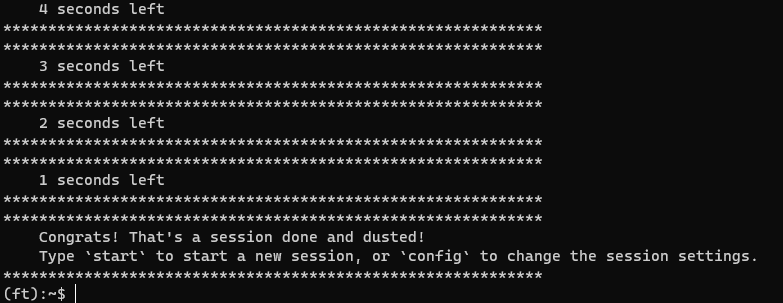 4 seconds left
************************************************************
************************************************************
3 seconds left
************************************************************
************************************************************
2 seconds left
************************************************************
************************************************************
1 seconds left
************************************************************
************************************************************
Congrats! That's a session done and dusted!
Type `start` to start a new session, or `config` to change the session settings.
************************************************************
(ft):~$